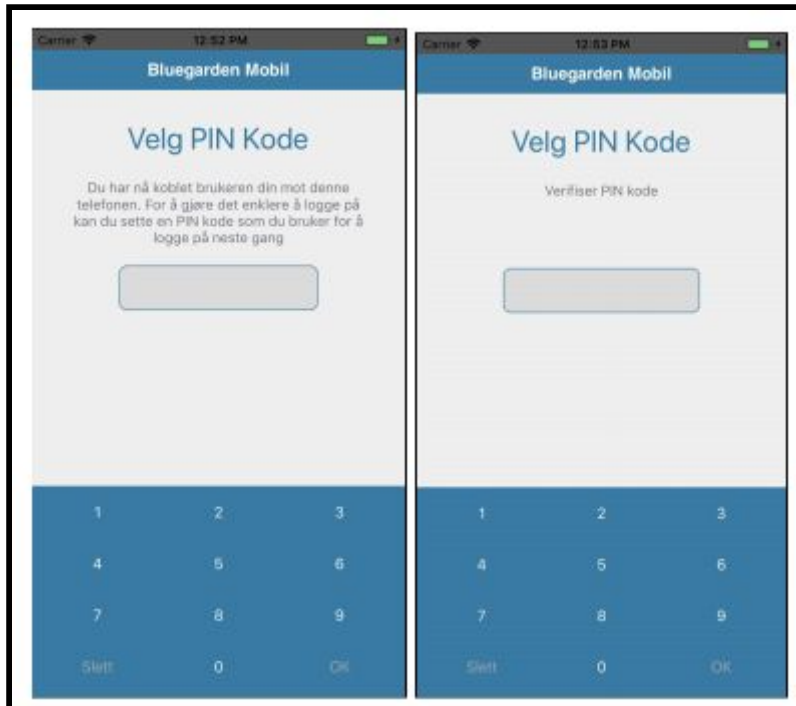 Carrier 12:52 PM
Bluegarden Mobil
Velg PIN Kode
Du har nå koblet brukeren din mot denne
telefonen. For å gjøre det enklere å logge på
kan du sette en PIN kode som du bruker for å
logge på neste gang
1 2 3
4 5 6
7 8 9
Slett 0 OK
Carrier 12:53 PM
Bluegarden Mobil
Velg PIN Kode
Verifiser PIN kode
1 2 3
4 5 6
7 8 9
Slett 0 OK